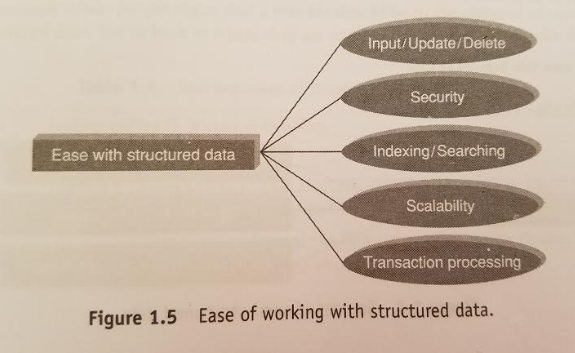 Input/Update/Delete
Security
Ease with structured data
Indexing/Searching
Scalability
Transaction processing
Figure 1.5 Ease of working with structured data.